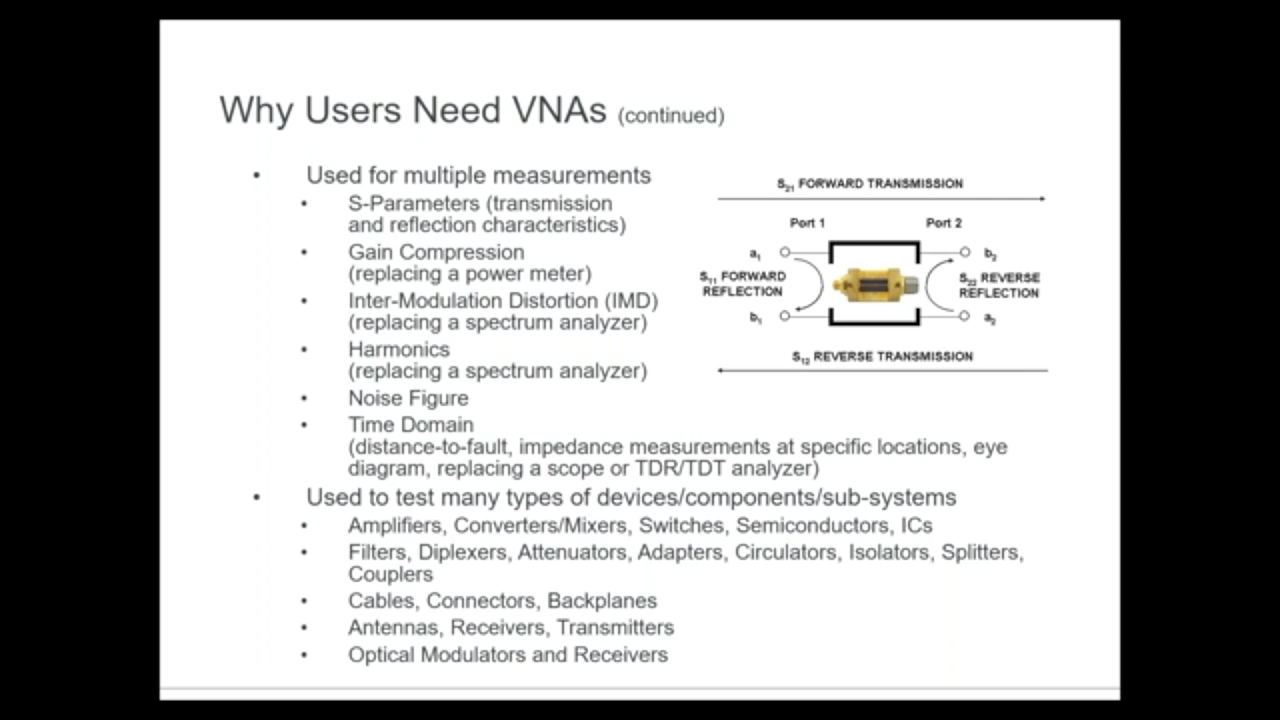 Why Users Need VNAs (continued)
• Used for multiple measurements
• S-Parameters (transmission
and reflection characteristics)
• Gain Compression
(replacing a power meter)
• Inter-Modulation Distortion (IMD)
(replacing a spectrum analyzer)
• Harmonics
(replacing a spectrum analyzer)
• Noise Figure
• Time Domain
(distance-to-fault, impedance measurements at specific locations, eye
diagram, replacing a scope or TDR/TDT analyzer)
• Used to test many types of devices/components/sub-systems
• Amplifiers, Converters/Mixers, Switches, Semiconductors, ICs
• Filters, Diplexers, Attenuators, Adapters, Circulators, Isolators, Splitters,
Couplers
• Cables, Connectors, Backplanes
• Antennas, Receivers, Transmitters
• Optical Modulators and Receivers
S21 FORWARD TRANSMISSION
Port 1
Port 2
a1
b2
S11 FORWARD
REFLECTION
S22 REVERSE
REFLECTION
b1
a2
S12 REVERSE TRANSMISSION